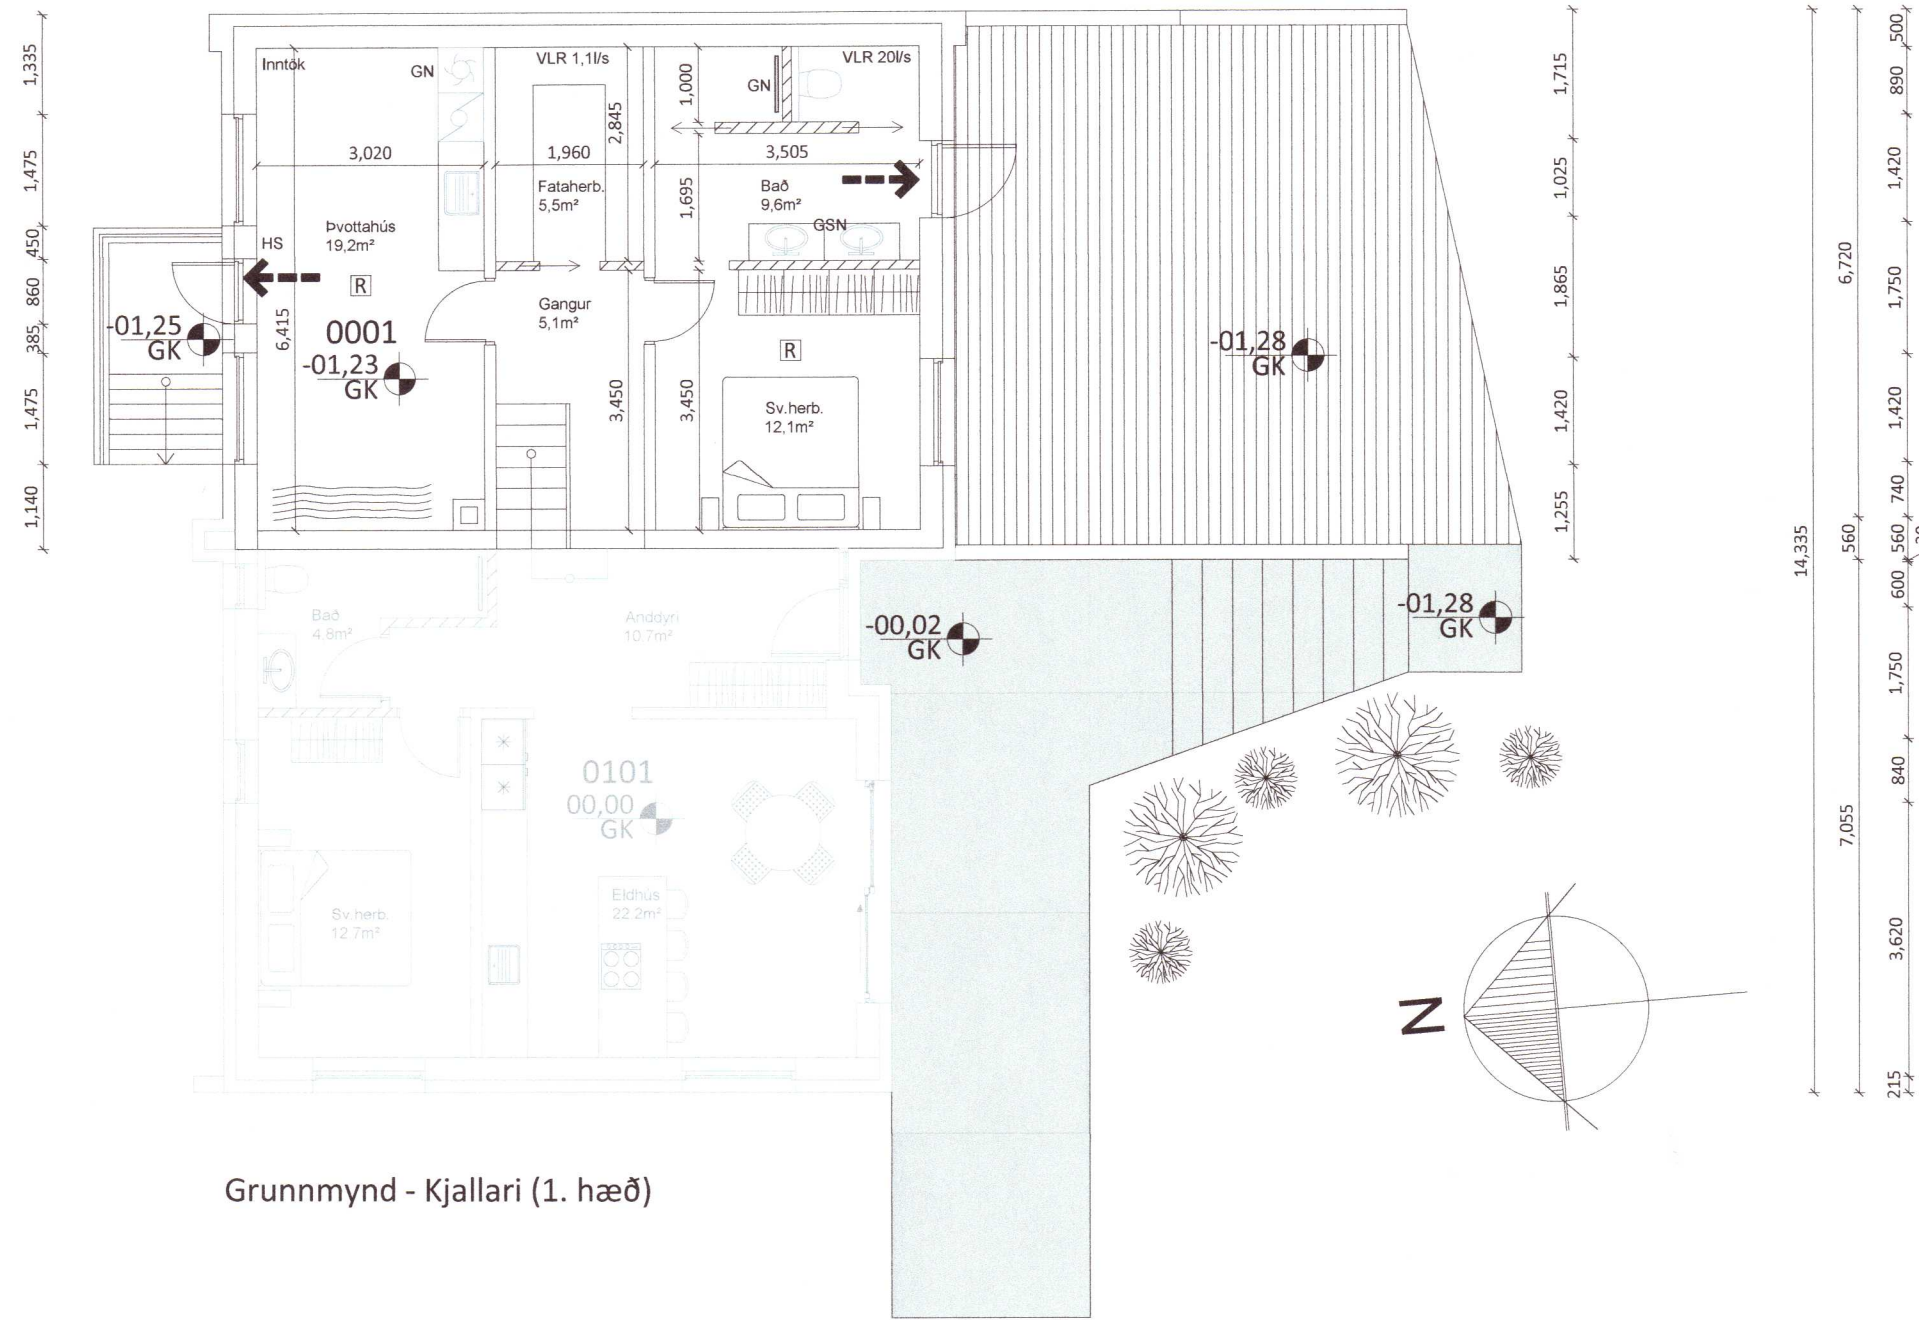 1,335
1,475
450
860
385
1,475
1,140
Inntök
GN
VLR 1,1l/s
1,000
GN
VLR 20l/s
2,845
3,020
1,960
3,505
Fataherb.
5,5m²
1,695
Bað
9,6m²
GSN
Þvottahús
19,2m²
HS
R
Gangur
5,1m²
6,415
0001
-01,25
GK
-01,23
GK
3,450
3,450
R
Sv.herb.
12,1m²
-01,28
GK
1,715
1,025
1,865
1,420
1,255
14,335
6,720
560
7,055
500
890
1,420
1,750
1,420
740
560
600
1,750
840
3,620
215
Bað
4.8m²
Anddyri
10.7m²
-00,02
GK
-01,28
GK
0101
00,00
GK
Eldhús
22.2m²
Sv.herb.
12.7m²
N
Grunnmynd - Kjallari (1. hæð)